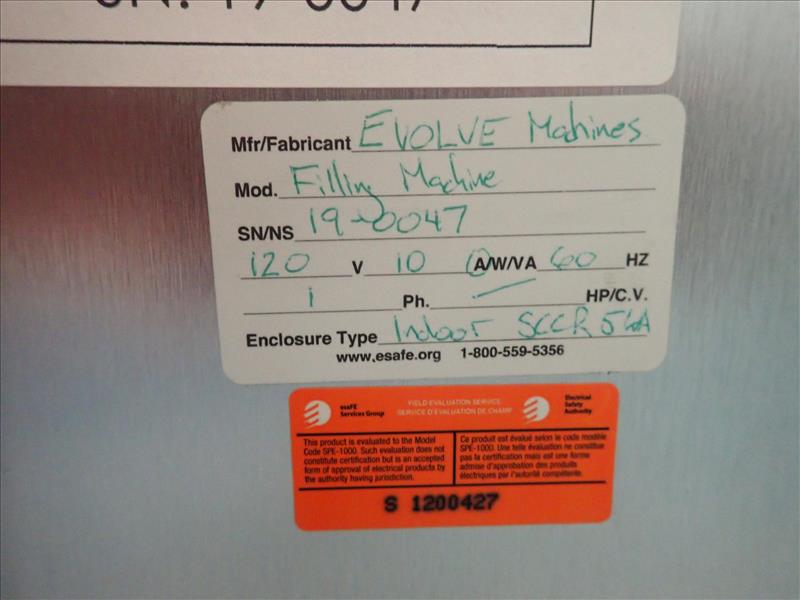 SN: 19-0047
Mfr/Fabricant EVOLVE Machines
Mod. Filling Machine
SN/NS 19-0047
120 V 10 A/W/VA 60 HZ
1 Ph. — HP/C.V.
Enclosure Type Indoor SCCR 5kA
www.esafe.org 1-800-559-5356
esaFE
Services Group
FIELD EVALUATION SERVICE
SERVICE D'ÉVALUATION DE CHAMP
Electrical
Safety
Authority
This product is evaluated to the Model
Code SPE-1000. Such evaluation does not
constitute certification but is an accepted
form of approval of electrical products by
the authority having jurisdiction.
Ce produit est évalué selon le code modèle
SPE-1000. Une telle évaluation ne constitue
pas la certification mais est une forme
admise d'approbation des produits
électriques par l'autorité compétente.
S 1200427